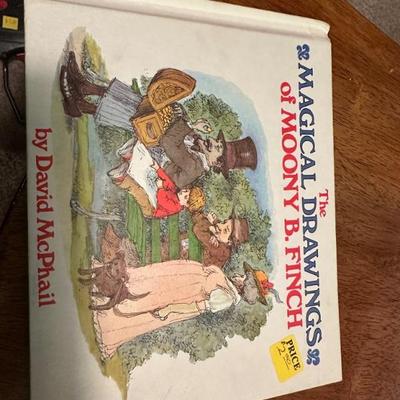 The
MAGICAL DRAWINGS
of MOONY B. FINCH
by David McPhail
PRICE